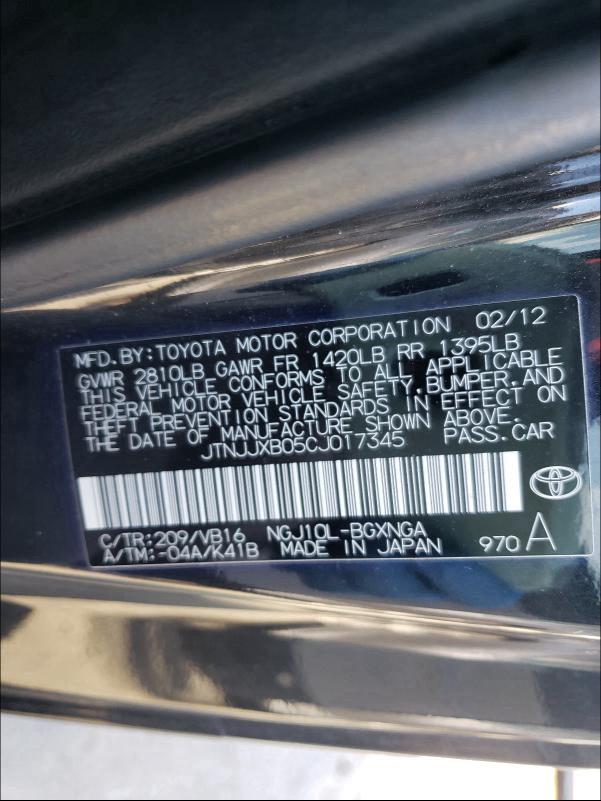 MFD. BY: TOYOTA MOTOR CORPORATION 02/12
GVWR 2810LB GAWR FR 1420LB RR 1395LB
THIS VEHICLE CONFORMS TO ALL APPLICABLE
FEDERAL MOTOR VEHICLE SAFETY, BUMPER, AND
THEFT PREVENTION STANDARDS IN EFFECT ON
THE DATE OF MANUFACTURE SHOWN ABOVE.
JTNJJXB05CJ017345 PASS. CAR
C/TR: 209/VB16 NGJ10L-BGXNGA
A/TM: -04A/K41B MADE IN JAPAN 970 A